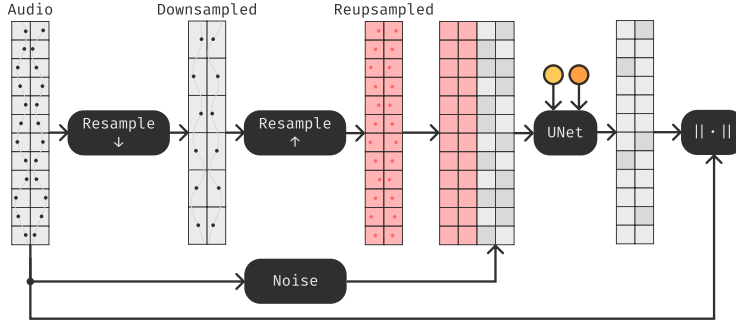 Audio
Downsampled
Reupsampled
Resample
↓
Resample
↑
UNet
||·||
Noise